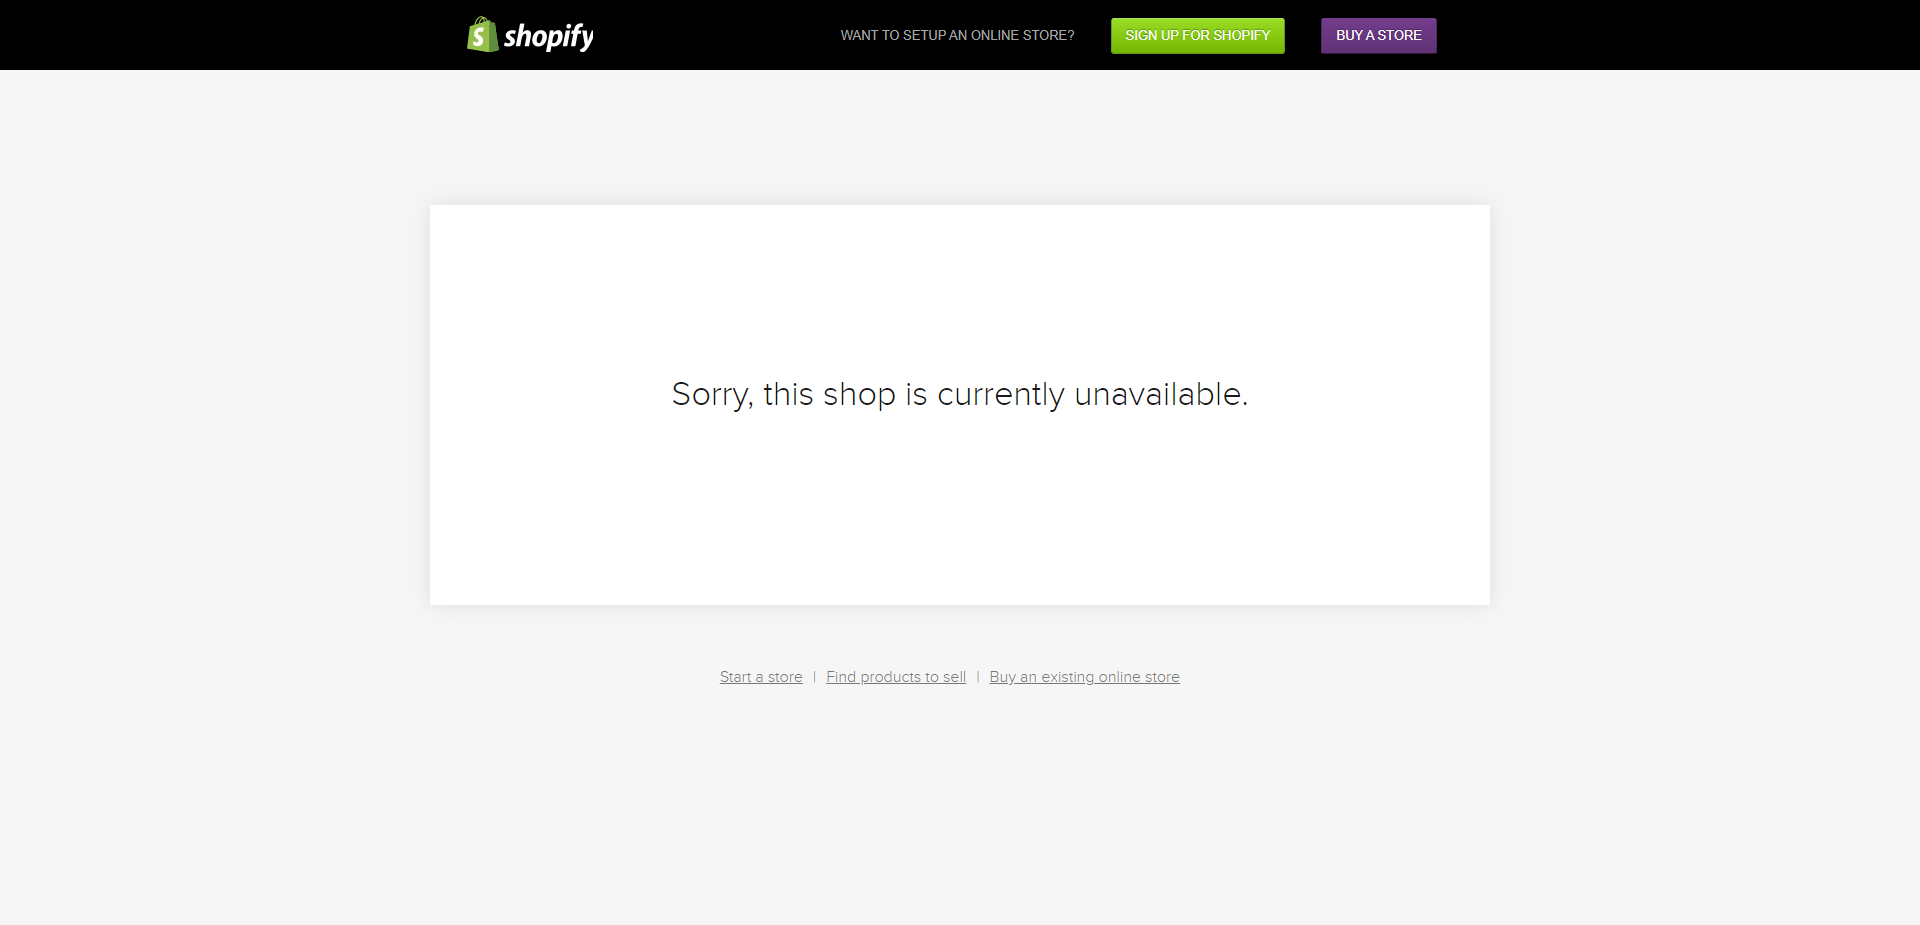 shopify WANT TO SETUP AN ONLINE STORE? SIGN UP FOR SHOPIFY BUY A STORE
Sorry, this shop is currently unavailable.
Start a store | Find products to sell | Buy an existing online store